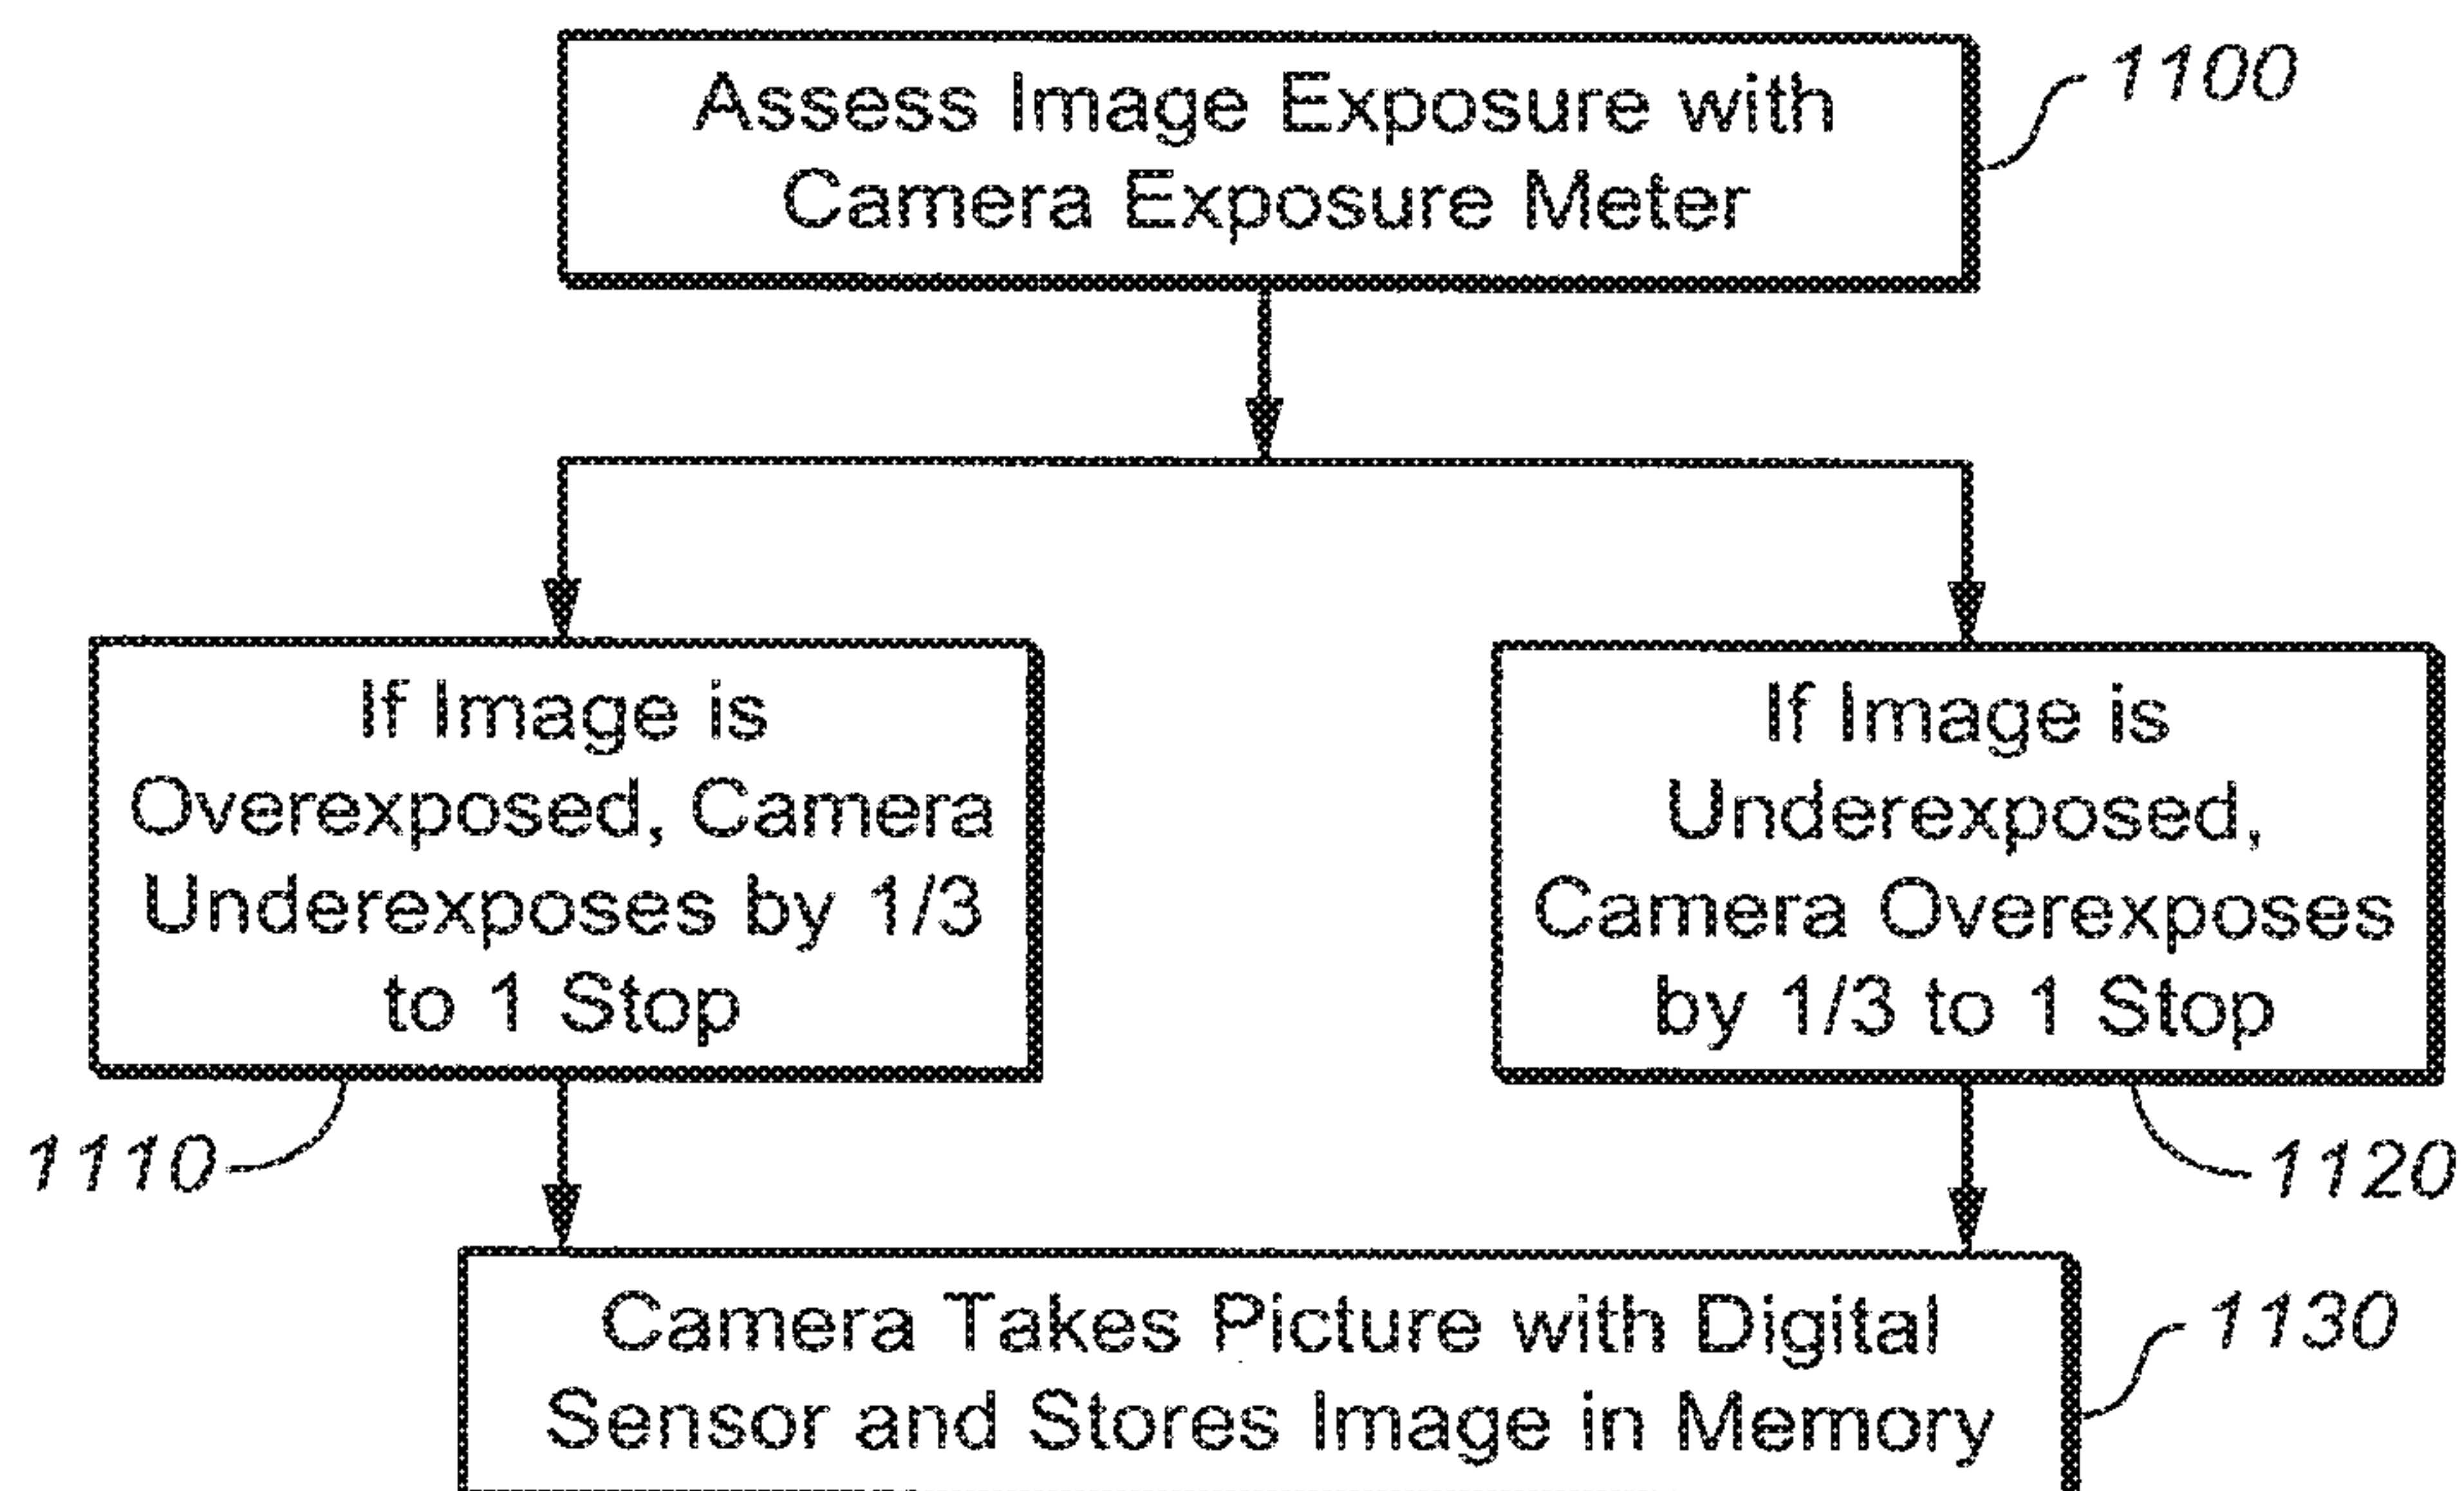 Assess Image Exposure with
Camera Exposure Meter
1100
If Image is
Overexposed, Camera
Underexposes by 1/3
to 1 Stop
1110
If Image is
Underexposed,
Camera Overexposes
by 1/3 to 1 Stop
1120
Camera Takes Picture with Digital
Sensor and Stores Image in Memory
1130